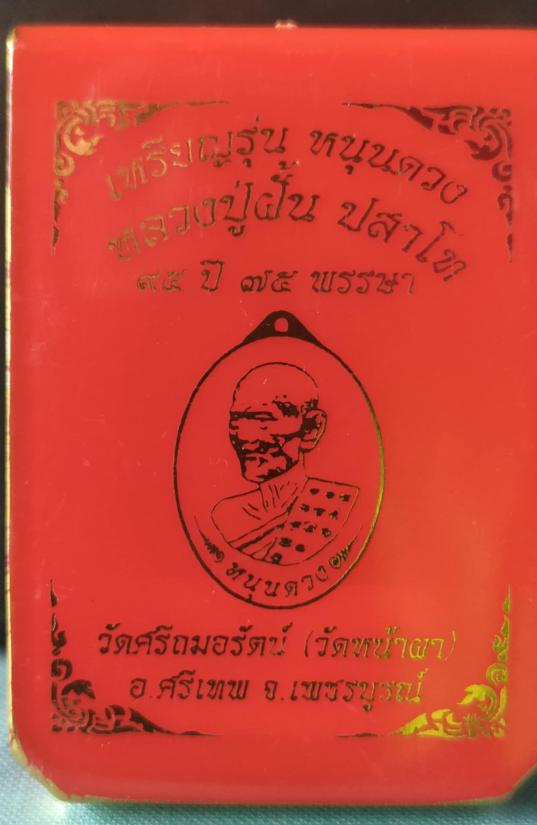 เหรียญรุ่น หนุนดวง
หลวงปู่ฝั้น ปสาโท
๙๕ ปี ๗๕ พรรษา
หนุนดวง
วัดศรีถมอรัตน์ (วัดหน้าผา)
อ.ศรีเทพ จ.เพชรบูรณ์